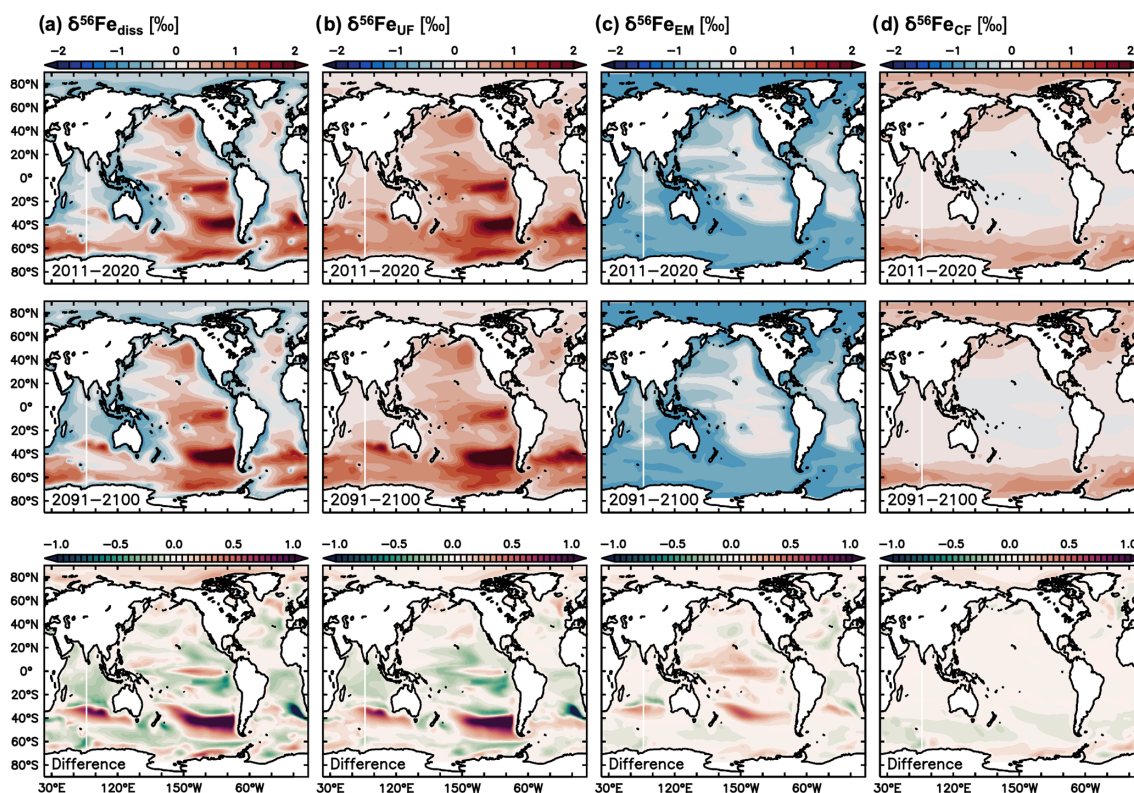 (a) δ⁵⁶Fe_diss [‰] (b) δ⁵⁶Fe_UF [‰] (c) δ⁵⁶Fe_EM [‰] (d) δ⁵⁶Fe_CF [‰]
−2 −1 0 1 2 −2 −1 0 1 2 −2 −1 0 1 2 −2 −1 0 1 2
80°N
60°N
40°N
20°N
0°
20°S
40°S
60°S
80°S
2011−2020 2011−2020 2011−2020 2011−2020
80°N
60°N
40°N
20°N
0°
20°S
40°S
60°S
80°S
2091−2100 2091−2100 2091−2100 2091−2100
−1.0 −0.5 0.0 0.5 1.0 −1.0 −0.5 0.0 0.5 1.0 −1.0 −0.5 0.0 0.5 1.0 −1.0 −0.5 0.0 0.5 1.0
80°N
60°N
40°N
20°N
0°
20°S
40°S
60°S
80°S
Difference Difference Difference Difference
30°E 120°E 150°W 60°W 30°E 120°E 150°W 60°W 30°E 120°E 150°W 60°W 30°E 120°E 150°W 60°W